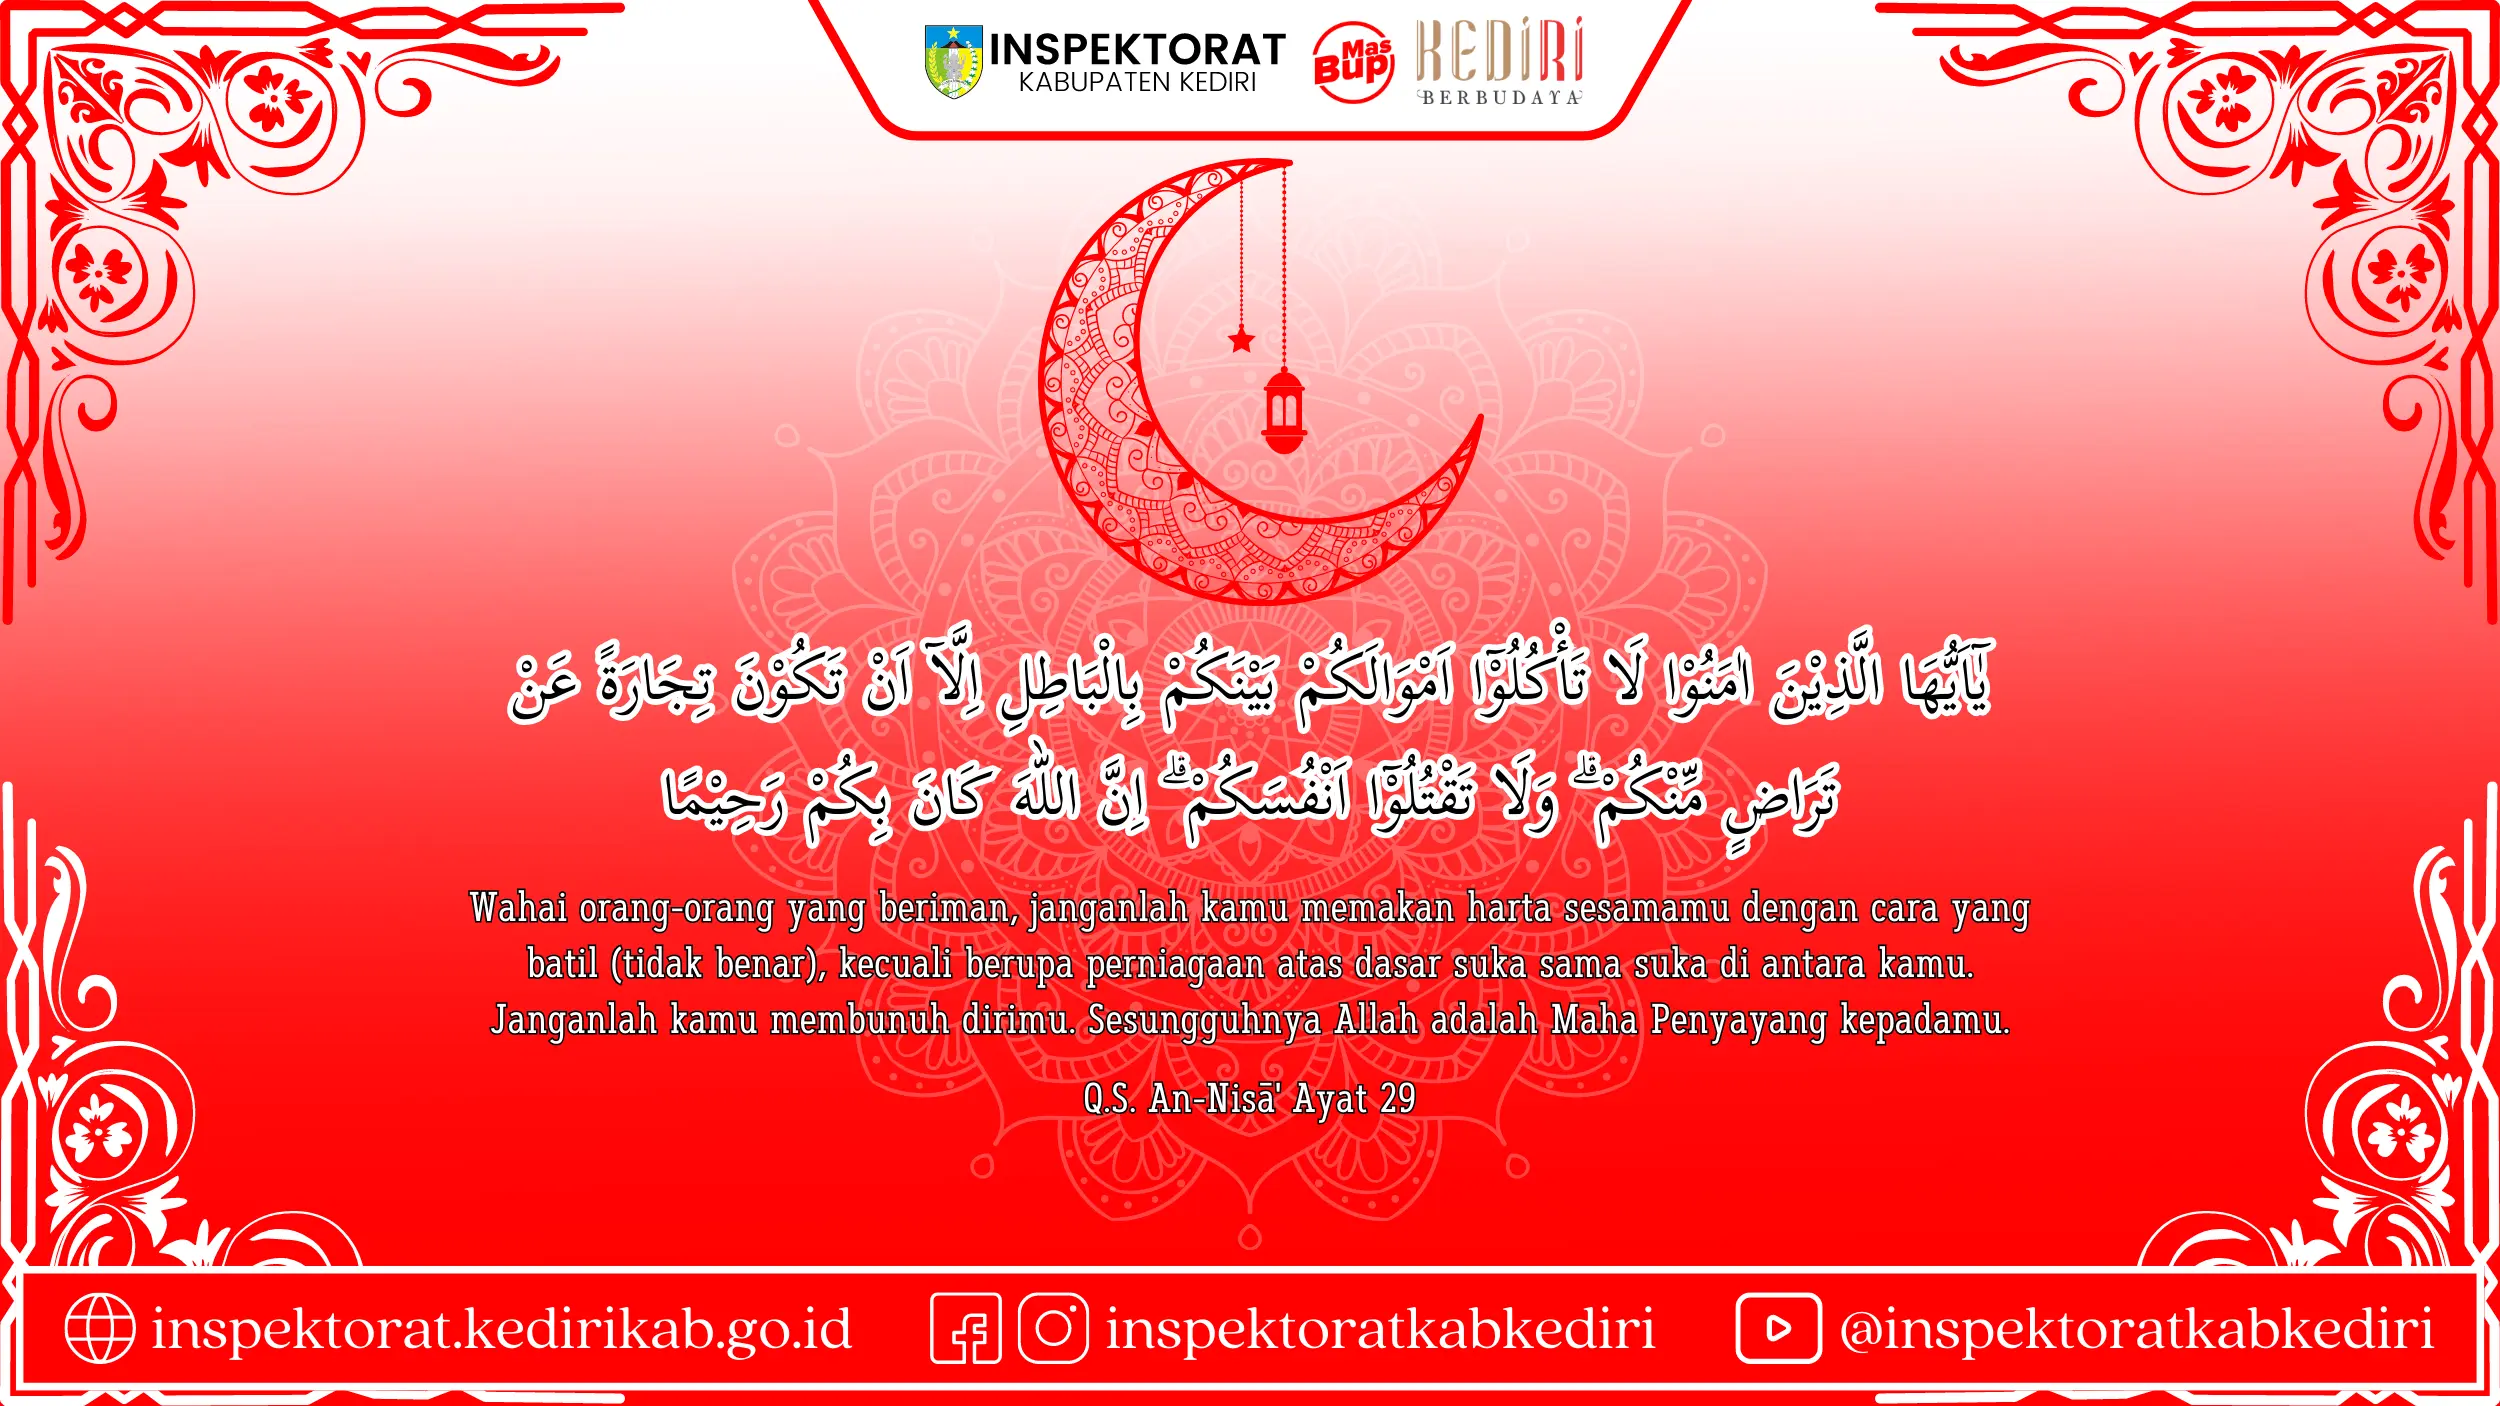 INSPEKTORAT
KABUPATEN KEDIRI
Mas
Bup
KEDIRI
BERBUDAYA
يٰٓاَيُّهَا الَّذِيْنَ اٰمَنُوْا لَا تَأْكُلُوْٓا اَمْوَالَكُمْ بَيْنَكُمْ بِالْبَاطِلِ اِلَّآ اَنْ تَكُوْنَ تِجَارَةً عَنْ
تَرَاضٍ مِّنْكُمْ ۗ وَلَا تَقْتُلُوْٓا اَنْفُسَكُمْ ۗ اِنَّ اللّٰهَ كَانَ بِكُمْ رَحِيْمًا
Wahai orang-orang yang beriman, janganlah kamu memakan harta sesamamu dengan cara yang
batil (tidak benar), kecuali berupa perniagaan atas dasar suka sama suka di antara kamu.
Janganlah kamu membunuh dirimu. Sesungguhnya Allah adalah Maha Penyayang kepadamu.
Q.S. An-Nisā' Ayat 29
inspektorat.kedirikab.go.id
inspektoratkabkediri
@inspektoratkabkediri